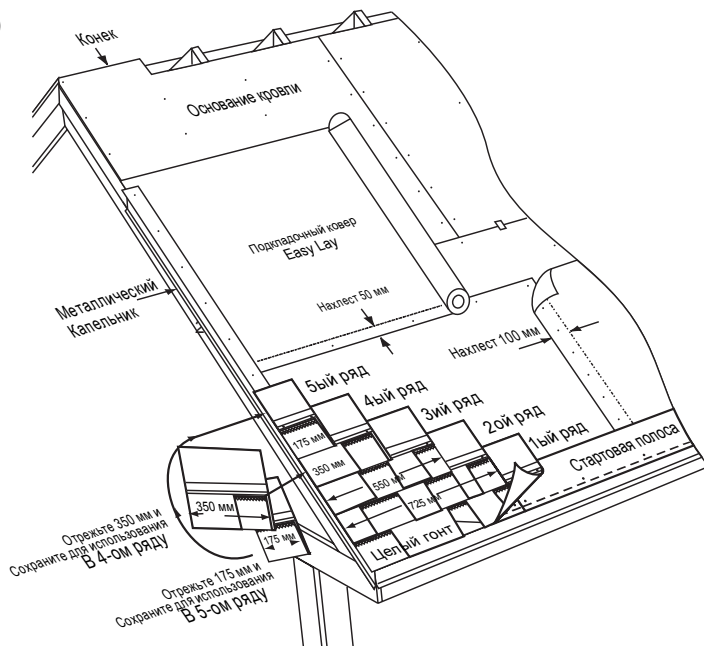 Конек
Основание кровли
Подкладочный ковер
Easy Lay
Нахлест 50 мм
Металлический
Капельник
Нахлест 100 мм
5ый ряд
4ый ряд
3ий ряд
2ой ряд
1ый ряд
Стартовая полоса
175 мм
350 мм
550 мм
725 мм
Целый гонт
350 мм
175 мм
Отрежьте 350 мм и
Сохраните для использования
В 4-ом ряду
Отрежьте 175 мм и
Сохраните для использования
В 5-ом ряду